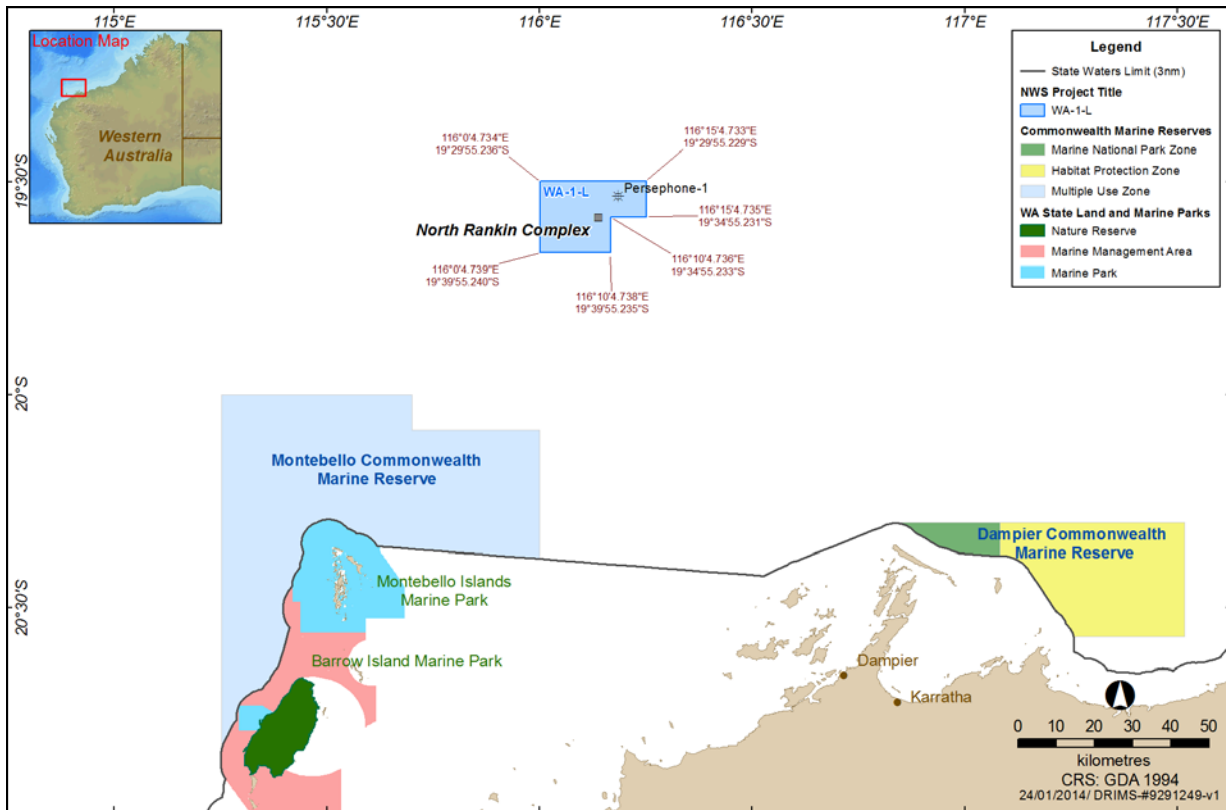 115°E
115°30'E
116°E
116°30'E
117°E
117°30'E
Location Map
Western
Australia
Legend
State Waters Limit (3nm)
NWS Project Title
WA-1-L
Commonwealth Marine Reserves
Marine National Park Zone
Habitat Protection Zone
Multiple Use Zone
WA State Land and Marine Parks
Nature Reserve
Marine Management Area
Marine Park
116°0'4.734"E
19°29'55.236"S
116°15'4.733"E
19°29'55.229"S
19°30'S
WA-1-L
Persephone-1
North Rankin Complex
116°15'4.735"E
19°34'55.231"S
116°10'4.736"E
19°34'55.233"S
116°0'4.739"E
19°39'55.240"S
116°10'4.738"E
19°39'55.235"S
20°S
Montebello Commonwealth
Marine Reserve
Dampier Commonwealth
Marine Reserve
Montebello Islands
Marine Park
20°30'S
Barrow Island Marine Park
Dampier
Karratha
0 10 20 30 40 50
kilometres
CRS: GDA 1994
24/01/2014/ DRIMS-#9291249-v1